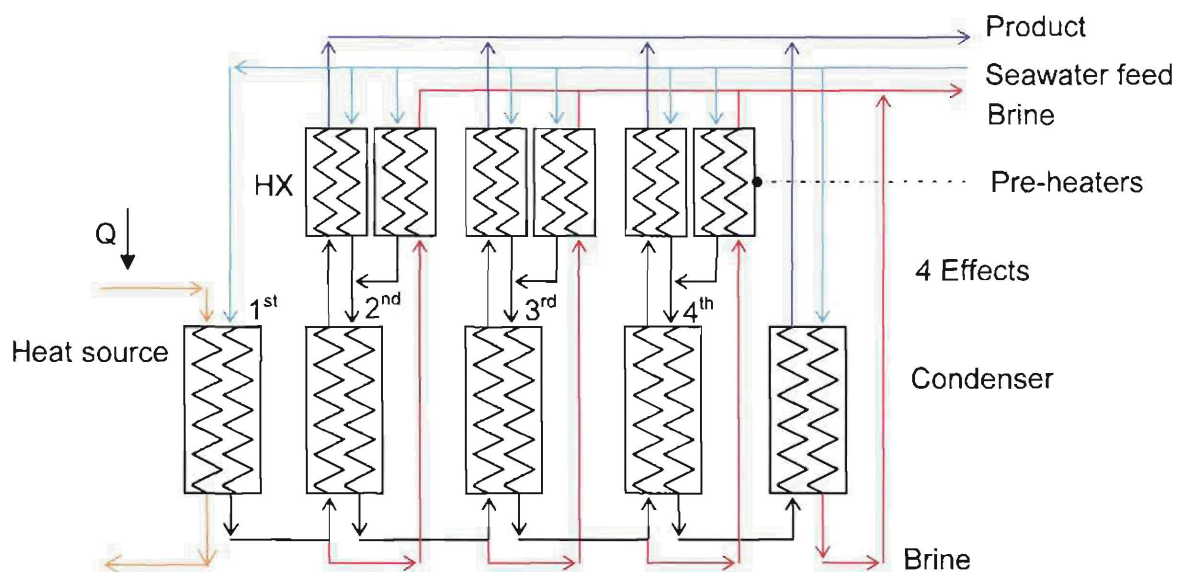 Product
Seawater feed
Brine
HX
Pre-heaters
Q
4 Effects
1st
2nd
3rd
4th
Heat source
Condenser
Brine